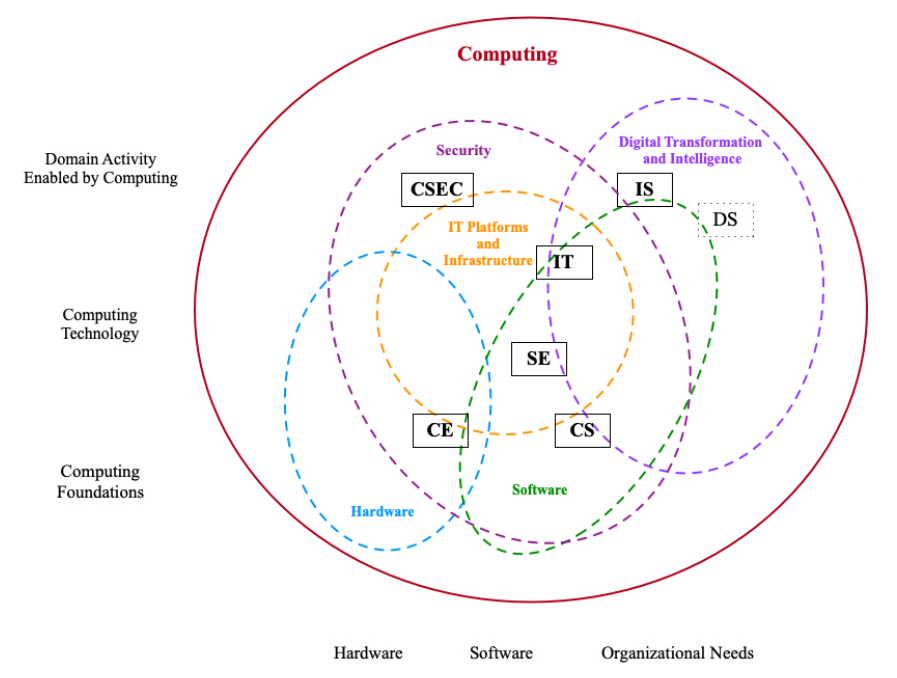 Computing
Domain Activity
Enabled by Computing
Security
Digital Transformation
and Intelligence
CSEC
IS
DS
IT Platforms
and
Infrastructure
IT
Computing
Technology
SE
CE
CS
Computing
Foundations
Software
Hardware
Hardware
Software
Organizational Needs